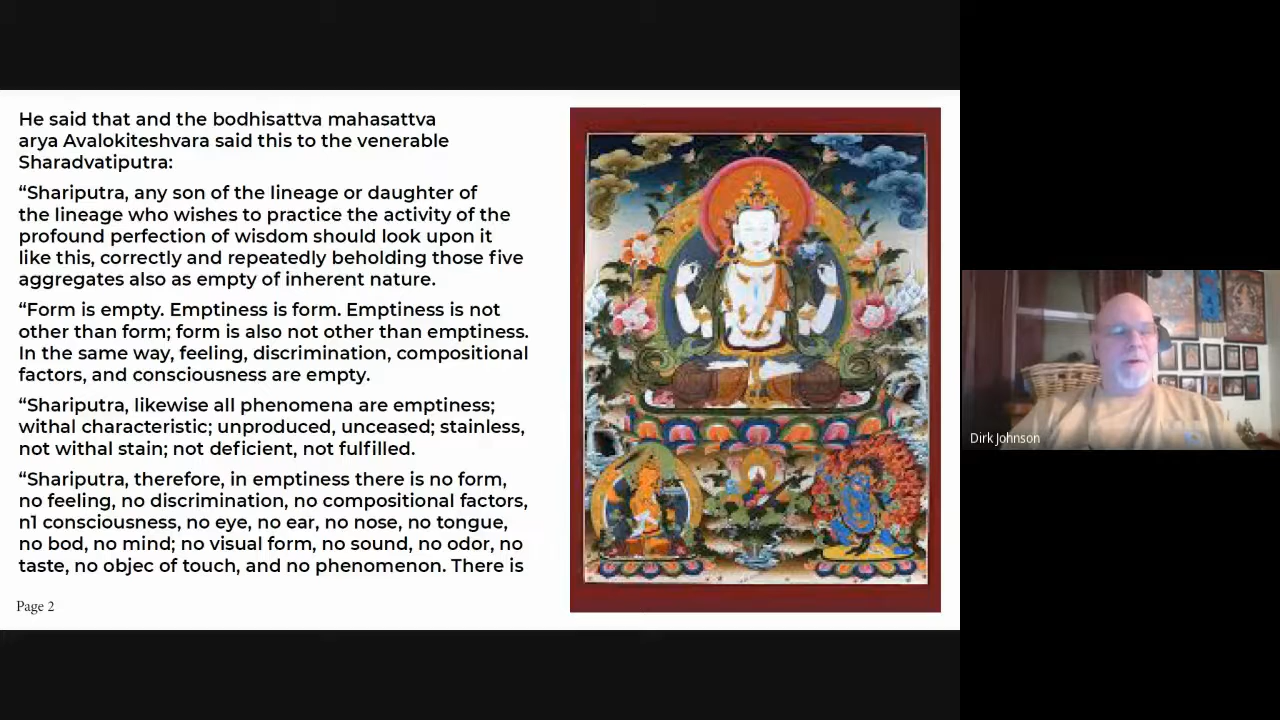 He said that and the bodhisattva mahasattva
arya Avalokiteshvara said this to the venerable
Sharadvatiputra:
“Shariputra, any son of the lineage or daughter of
the lineage who wishes to practice the activity of the
profound perfection of wisdom should look upon it
like this, correctly and repeatedly beholding those five
aggregates also as empty of inherent nature.
“Form is empty. Emptiness is form. Emptiness is not
other than form; form is also not other than emptiness.
In the same way, feeling, discrimination, compositional
factors, and consciousness are empty.
“Shariputra, likewise all phenomena are emptiness;
withal characteristic; unproduced, unceased; stainless,
not withal stain; not deficient, not fulfilled.
“Shariputra, therefore, in emptiness there is no form,
no feeling, no discrimination, no compositional factors,
n1 consciousness, no eye, no ear, no nose, no tongue,
no bod, no mind; no visual form, no sound, no odor, no
taste, no objec of touch, and no phenomenon. There is
Page 2
Dirk Johnson